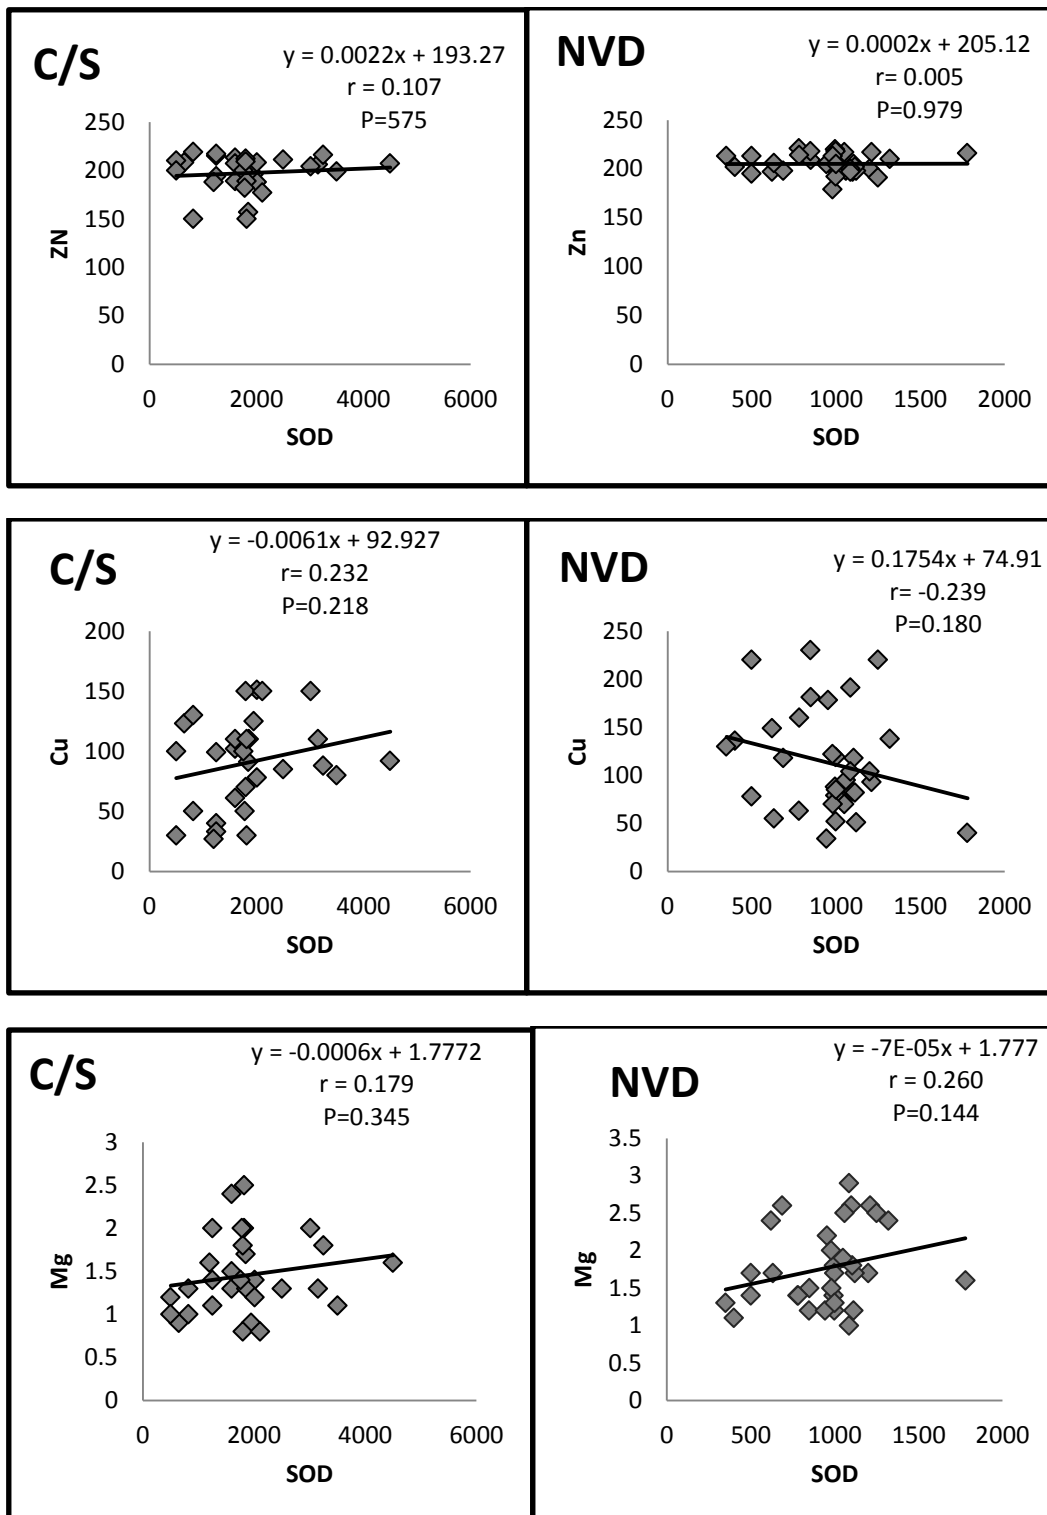 C/S
y = 0.0022x + 193.27
r = 0.107
P=575
250
200
150
100
50
0
ZN
0 2000 4000 6000
SOD
NVD
y = 0.0002x + 205.12
r= 0.005
P=0.979
250
200
150
100
50
0
Zn
0 500 1000 1500 2000
SOD
C/S
y = -0.0061x + 92.927
r= 0.232
P=0.218
200
150
100
50
0
Cu
0 2000 4000 6000
SOD
NVD
y = 0.1754x + 74.91
r= -0.239
P=0.180
250
200
150
100
50
0
Cu
0 500 1000 1500 2000
SOD
C/S
y = -0.0006x + 1.7772
r = 0.179
P=0.345
3
2.5
2
1.5
1
0.5
0
Mg
0 2000 4000 6000
SOD
NVD
y = -7E-05x + 1.777
r = 0.260
P=0.144
3.5
3
2.5
2
1.5
1
0.5
0
Mg
0 500 1000 1500 2000
SOD